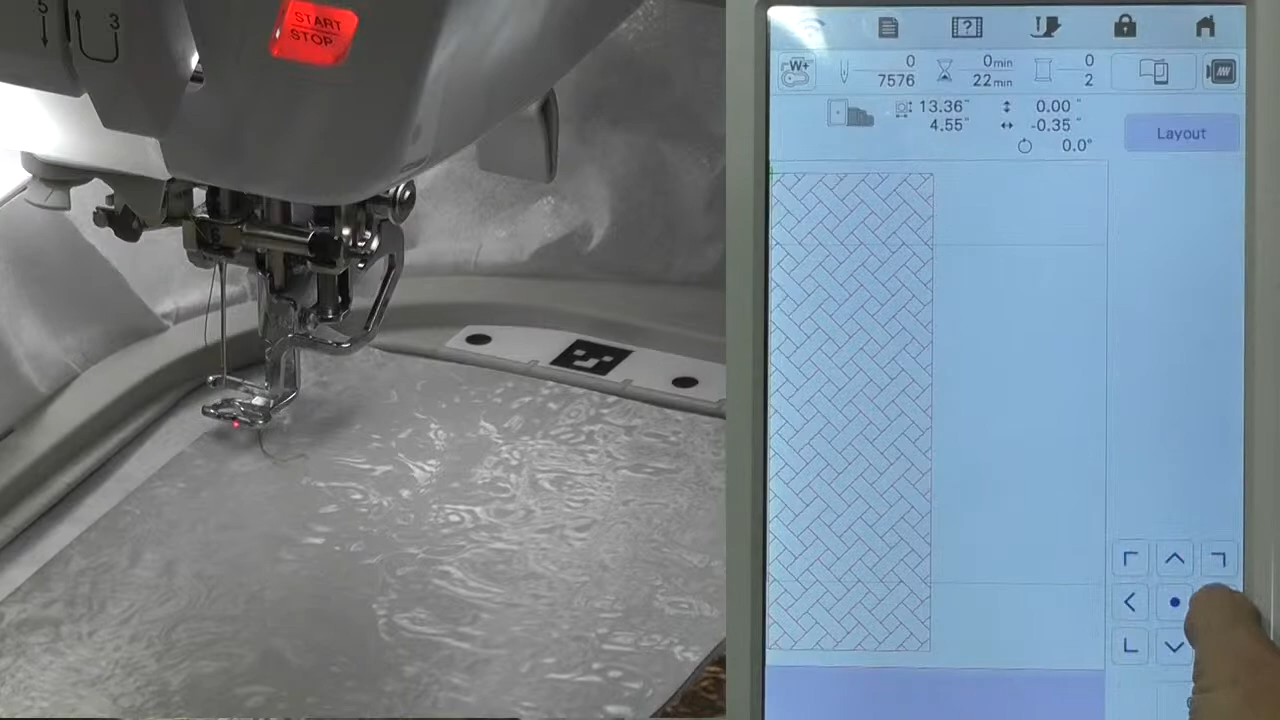 5
3
START
STOP
W+
0
7576
0min
22min
0
2
13.36"
4.55"
0.00 "
-0.35 "
0.0°
Layout